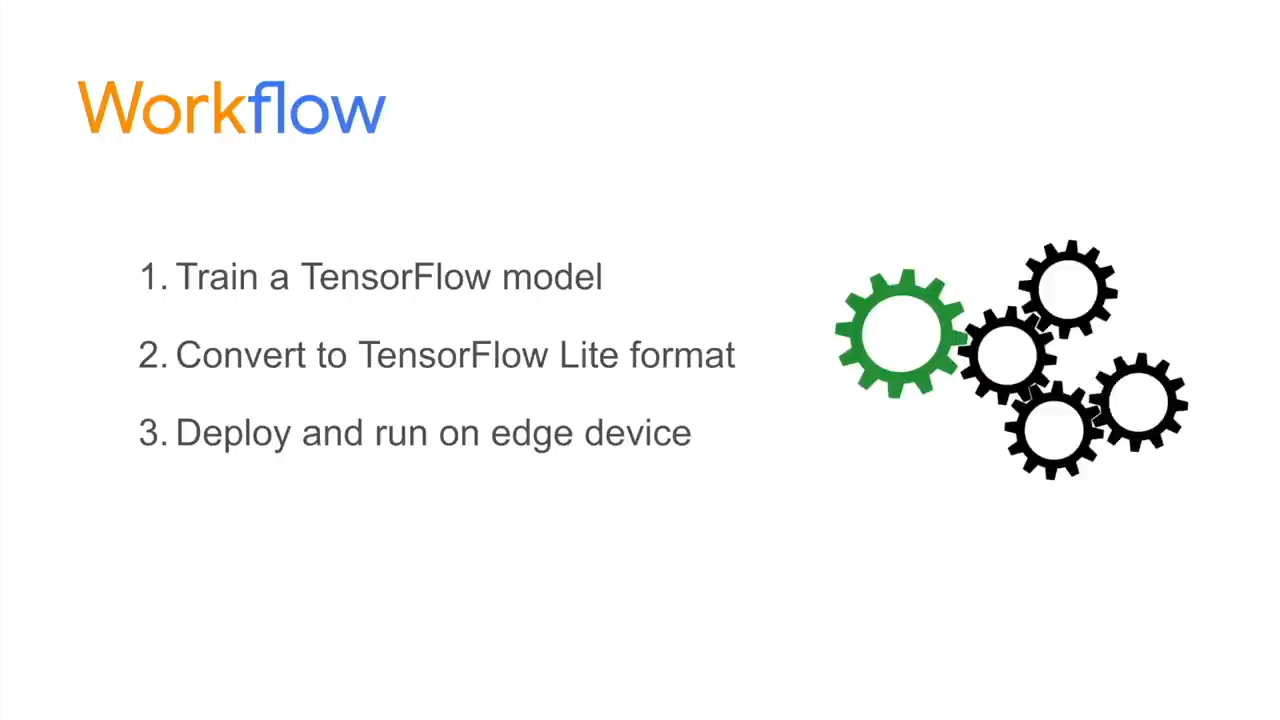 Workflow
1. Train a TensorFlow model
2. Convert to TensorFlow Lite format
3. Deploy and run on edge device